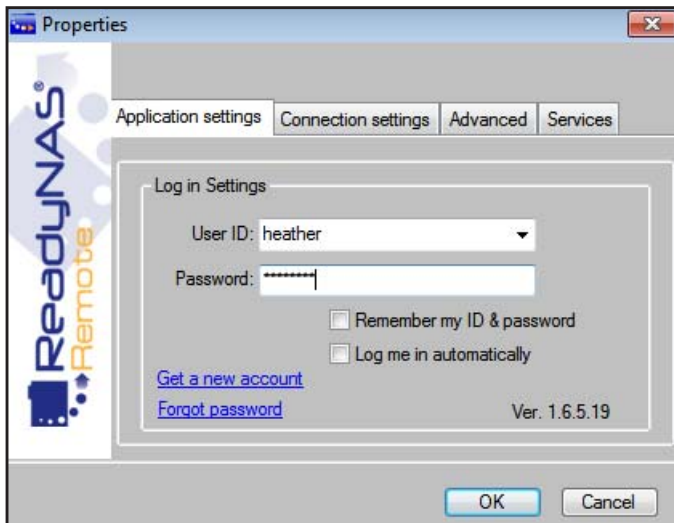 Properties
ReadyNAS®
Remote
Application settings Connection settings Advanced Services
Log in Settings
User ID: heather
Password: ********
Remember my ID & password
Log me in automatically
Get a new account
Forgot password
Ver. 1.6.5.19
OK Cancel